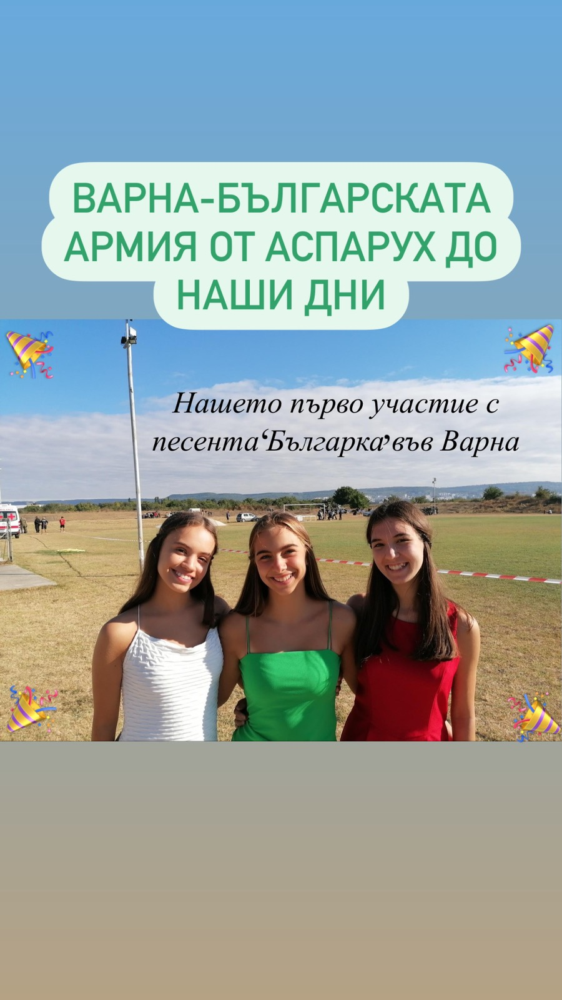 ВАРНА-БЪЛГАРСКАТА
АРМИЯ ОТ АСПАРУХ ДО
НАШИ ДНИ
Нашето първо участие с
песента‘Българка’във Варна